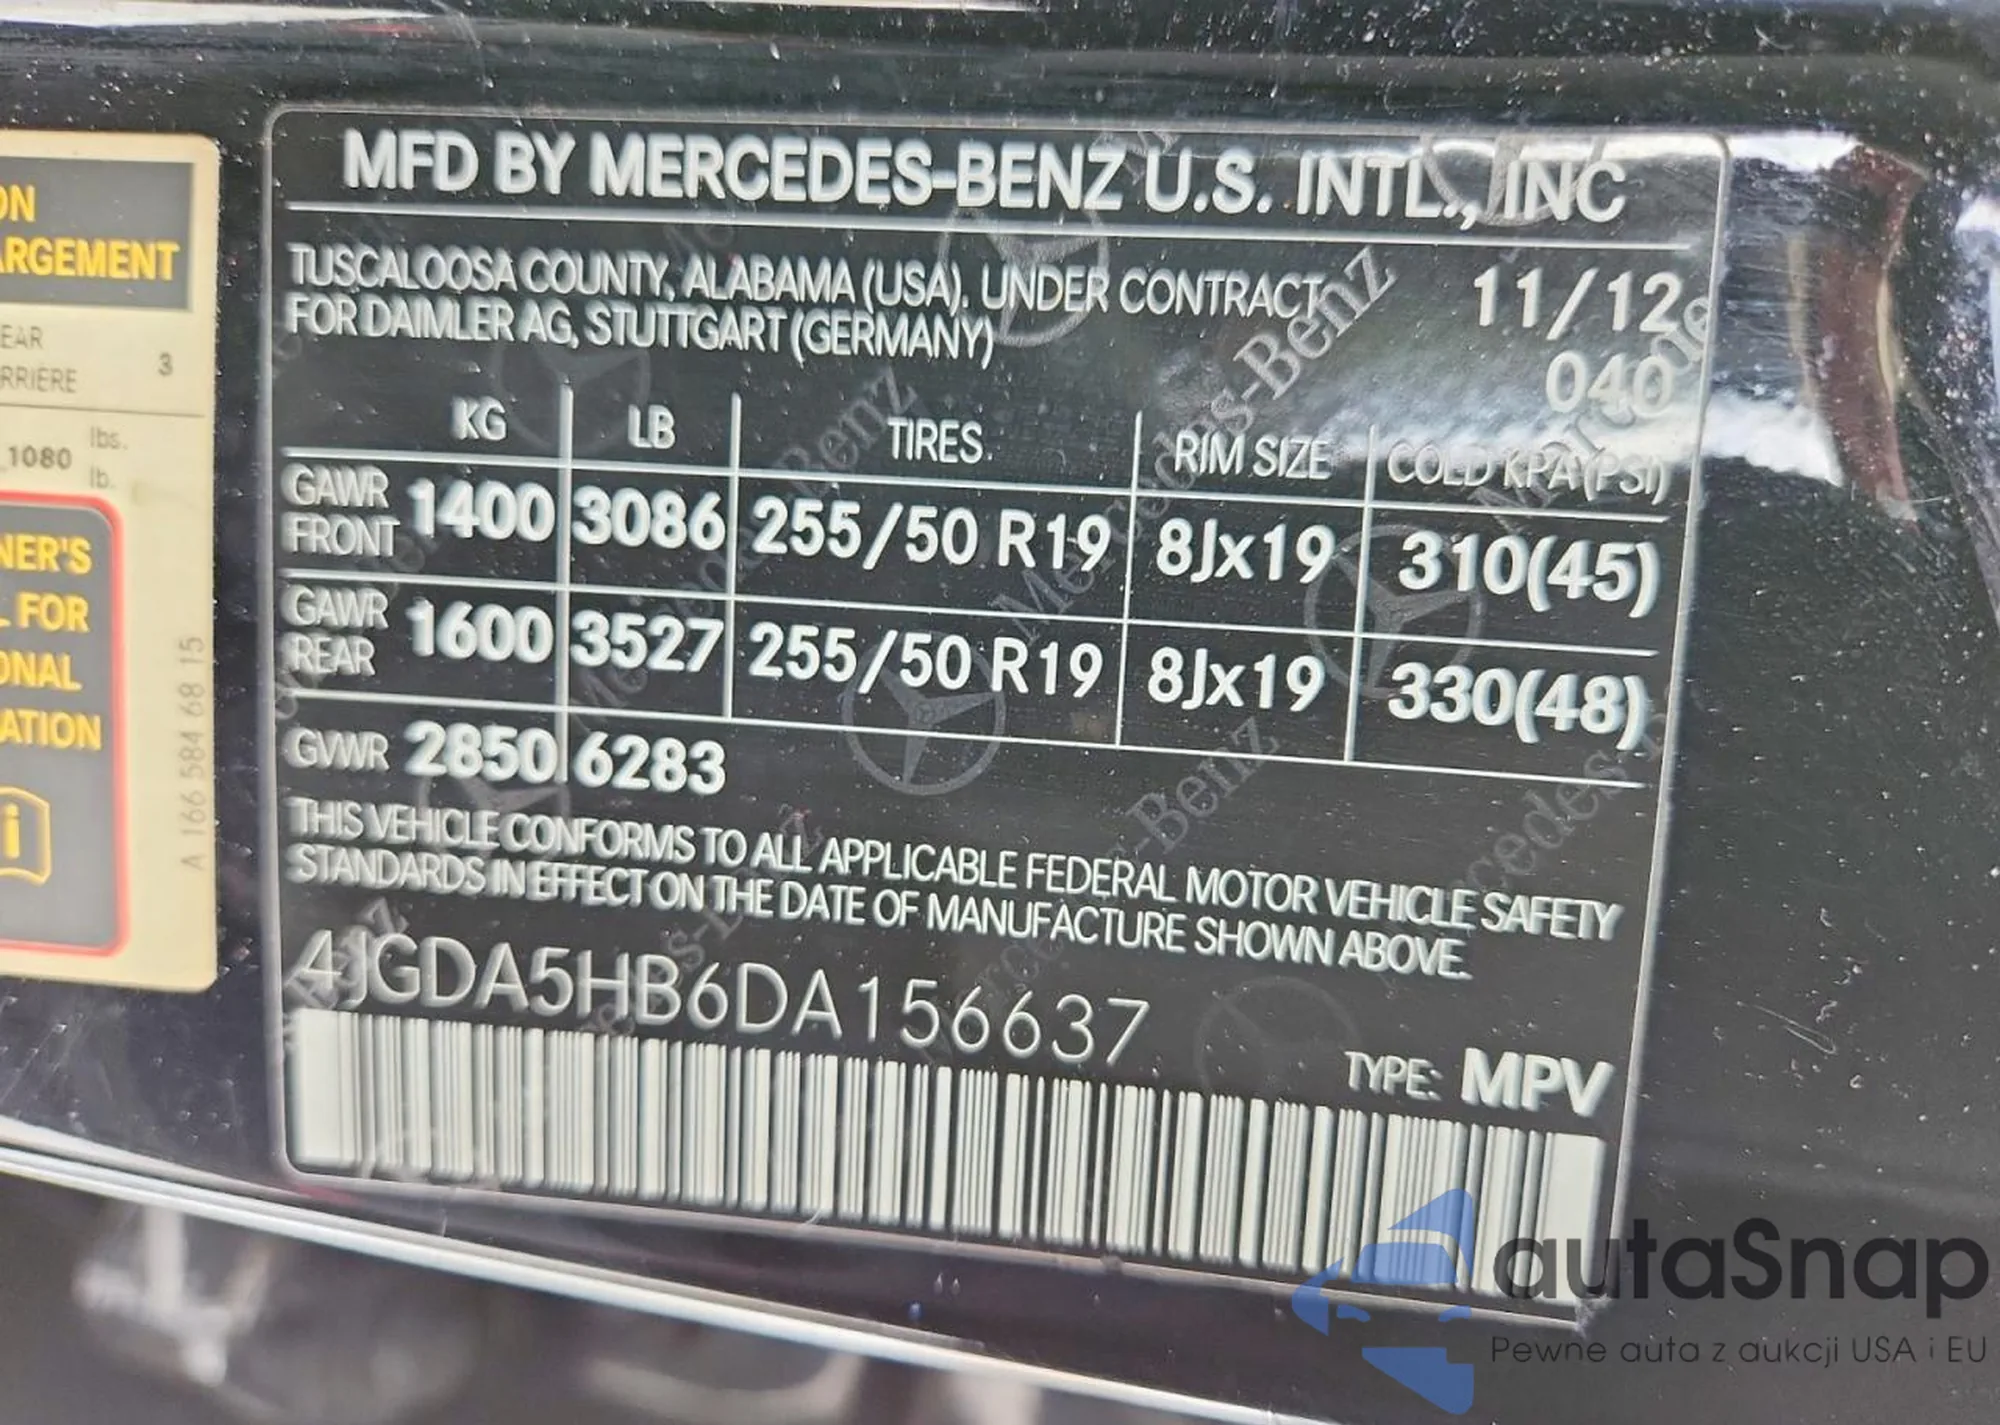 MFD BY MERCEDES-BENZ U.S. INTL., INC
TUSCALOOSA COUNTY, ALABAMA (USA). UNDER CONTRACT
FOR DAIMLER AG, STUTTGART (GERMANY)
11/12
040
KG LB TIRES RIM SIZE COLD KPA(PSI)
GAWR FRONT 1400 3086 255/50 R19 8Jx19 310(45)
GAWR REAR 1600 3527 255/50 R19 8Jx19 330(48)
GVWR 2850 6283
THIS VEHICLE CONFORMS TO ALL APPLICABLE FEDERAL MOTOR VEHICLE SAFETY
STANDARDS IN EFFECT ON THE DATE OF MANUFACTURE SHOWN ABOVE.
4JGDA5HB6DA156637
TYPE: MPV
ON
ARGEMENT
EAR
RRIÈRE 3
1080 lbs.
lb.
NER'S
L FOR
ONAL
ATION
i
A 166 584 68 15
Mercedes-Benz
autaSnap
Pewne auta z aukcji USA i EU